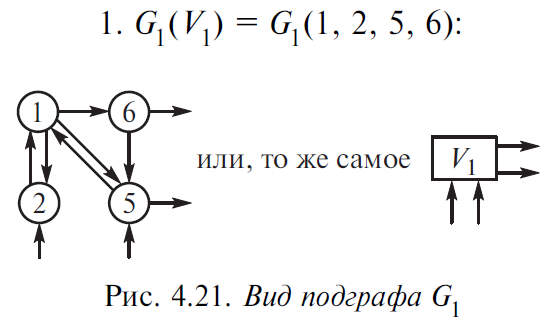 1. G₁(V₁) = G₁(1, 2, 5, 6):
1 6
или, то же самое V₁
2 5
Рис. 4.21. Вид подграфа G₁